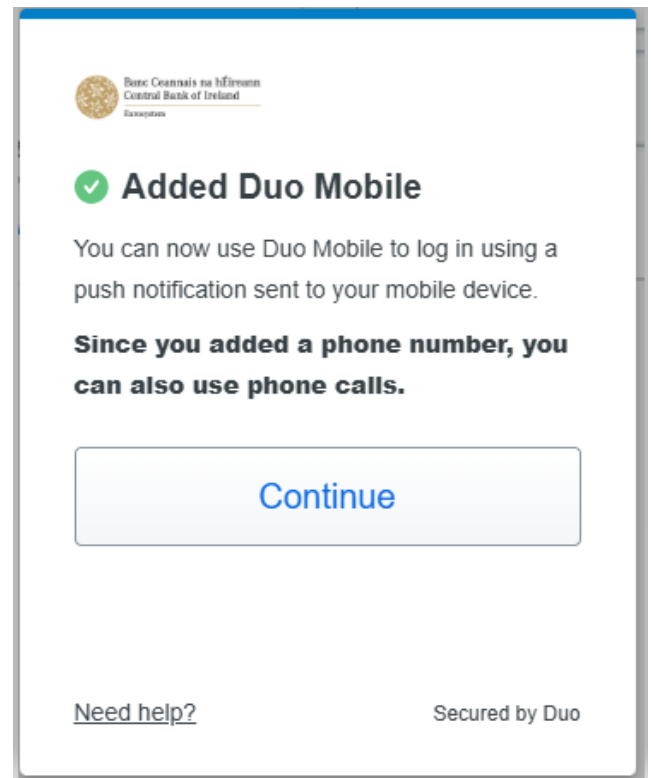 Banc Ceannais na hÉireann
Central Bank of Ireland
Eurosystem
Added Duo Mobile
You can now use Duo Mobile to log in using a
push notification sent to your mobile device.
Since you added a phone number, you
can also use phone calls.
Continue
Need help?
Secured by Duo